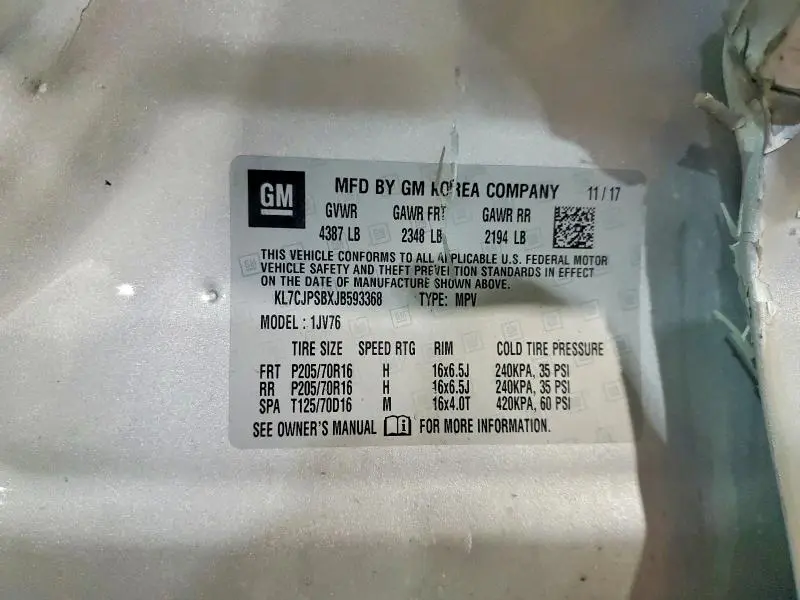 GM MFD BY GM KOREA COMPANY 11 / 17
GVWR GAWR FRT GAWR RR
4387 LB 2348 LB 2194 LB
THIS VEHICLE CONFORMS TO ALL APPLICABLE U.S. FEDERAL MOTOR
VEHICLE SAFETY AND THEFT PREVENTION STANDARDS IN EFFECT
ON THE DATE OF MANUFACTURE SHOWN ABOVE.
KL7CJPSBXJB593368 TYPE: MPV
MODEL : 1JV76
TIRE SIZE SPEED RTG RIM COLD TIRE PRESSURE
FRT P205/70R16 H 16x6.5J 240KPA, 35 PSI
RR P205/70R16 H 16x6.5J 240KPA, 35 PSI
SPA T125/70D16 M 16x4.0T 420KPA, 60 PSI
SEE OWNER'S MANUAL FOR MORE INFORMATION.